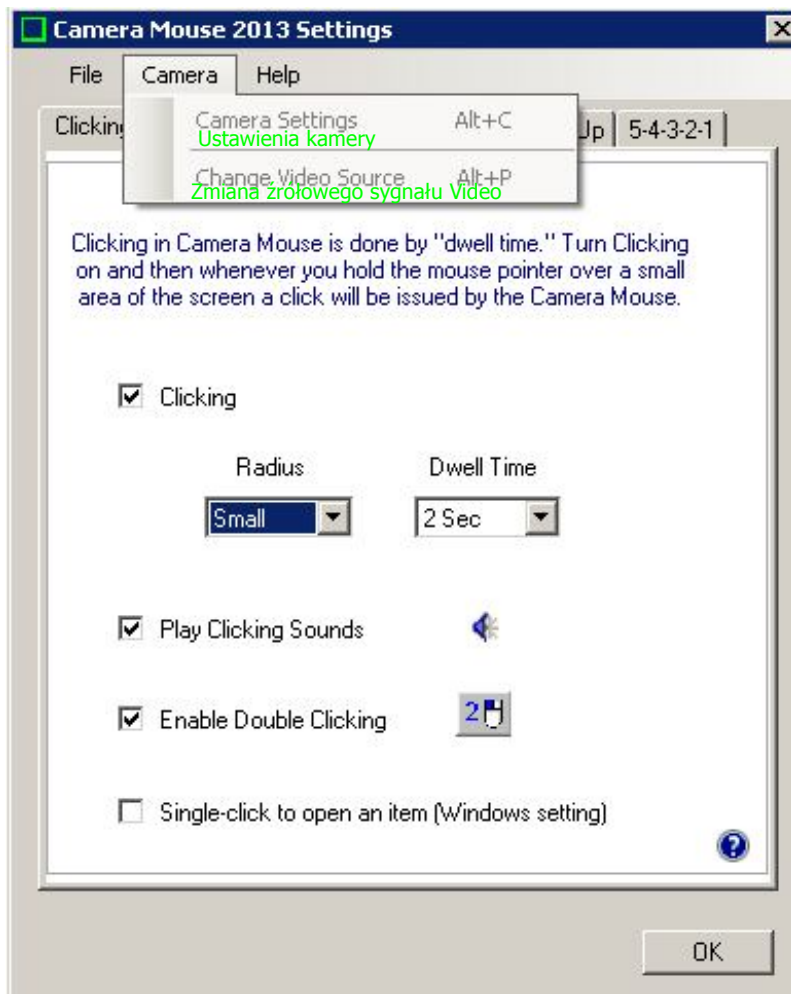 Camera Mouse 2013 Settings
File Camera Help
Camera Settings Alt+C
Ustawienia kamery
Change Video Source Alt+P
Zmiana źrołowego sygnału Video
Clicking Up 5-4-3-2-1
Clicking in Camera Mouse is done by "dwell time." Turn Clicking
on and then whenever you hold the mouse pointer over a small
area of the screen a click will be issued by the Camera Mouse.
Clicking
Radius Dwell Time
Small 2 Sec
Play Clicking Sounds
Enable Double Clicking 2
Single-click to open an item (Windows setting)
?
OK